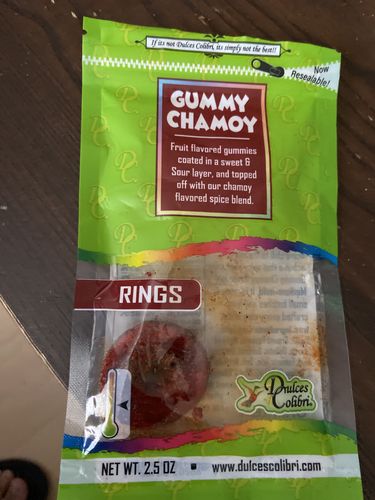 If its not Dulces Colibri, its simply not the best!!
Now
Resealable!
GUMMY
CHAMOY
Fruit flavored gummies
coated in a sweet &
Sour layer, and topped
off with our chamoy
flavored spice blend.
RINGS
Dulces
Colibri
NET WT. 2.5 OZ ■ www.dulcescolibri.com